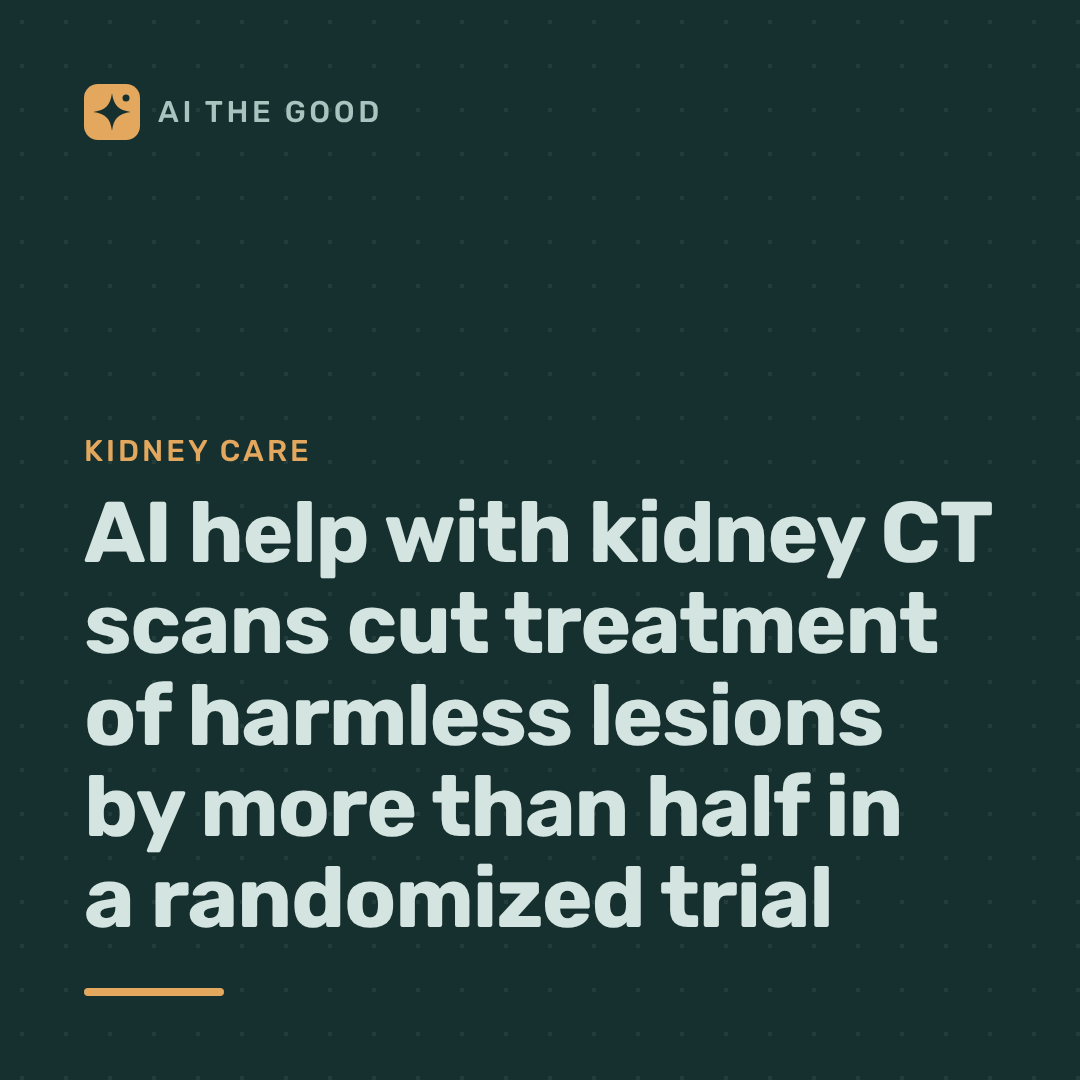 AI THE GOOD
KIDNEY CARE
AI help with kidney CT
scans cut treatment
of harmless lesions
by more than half in
a randomized trial